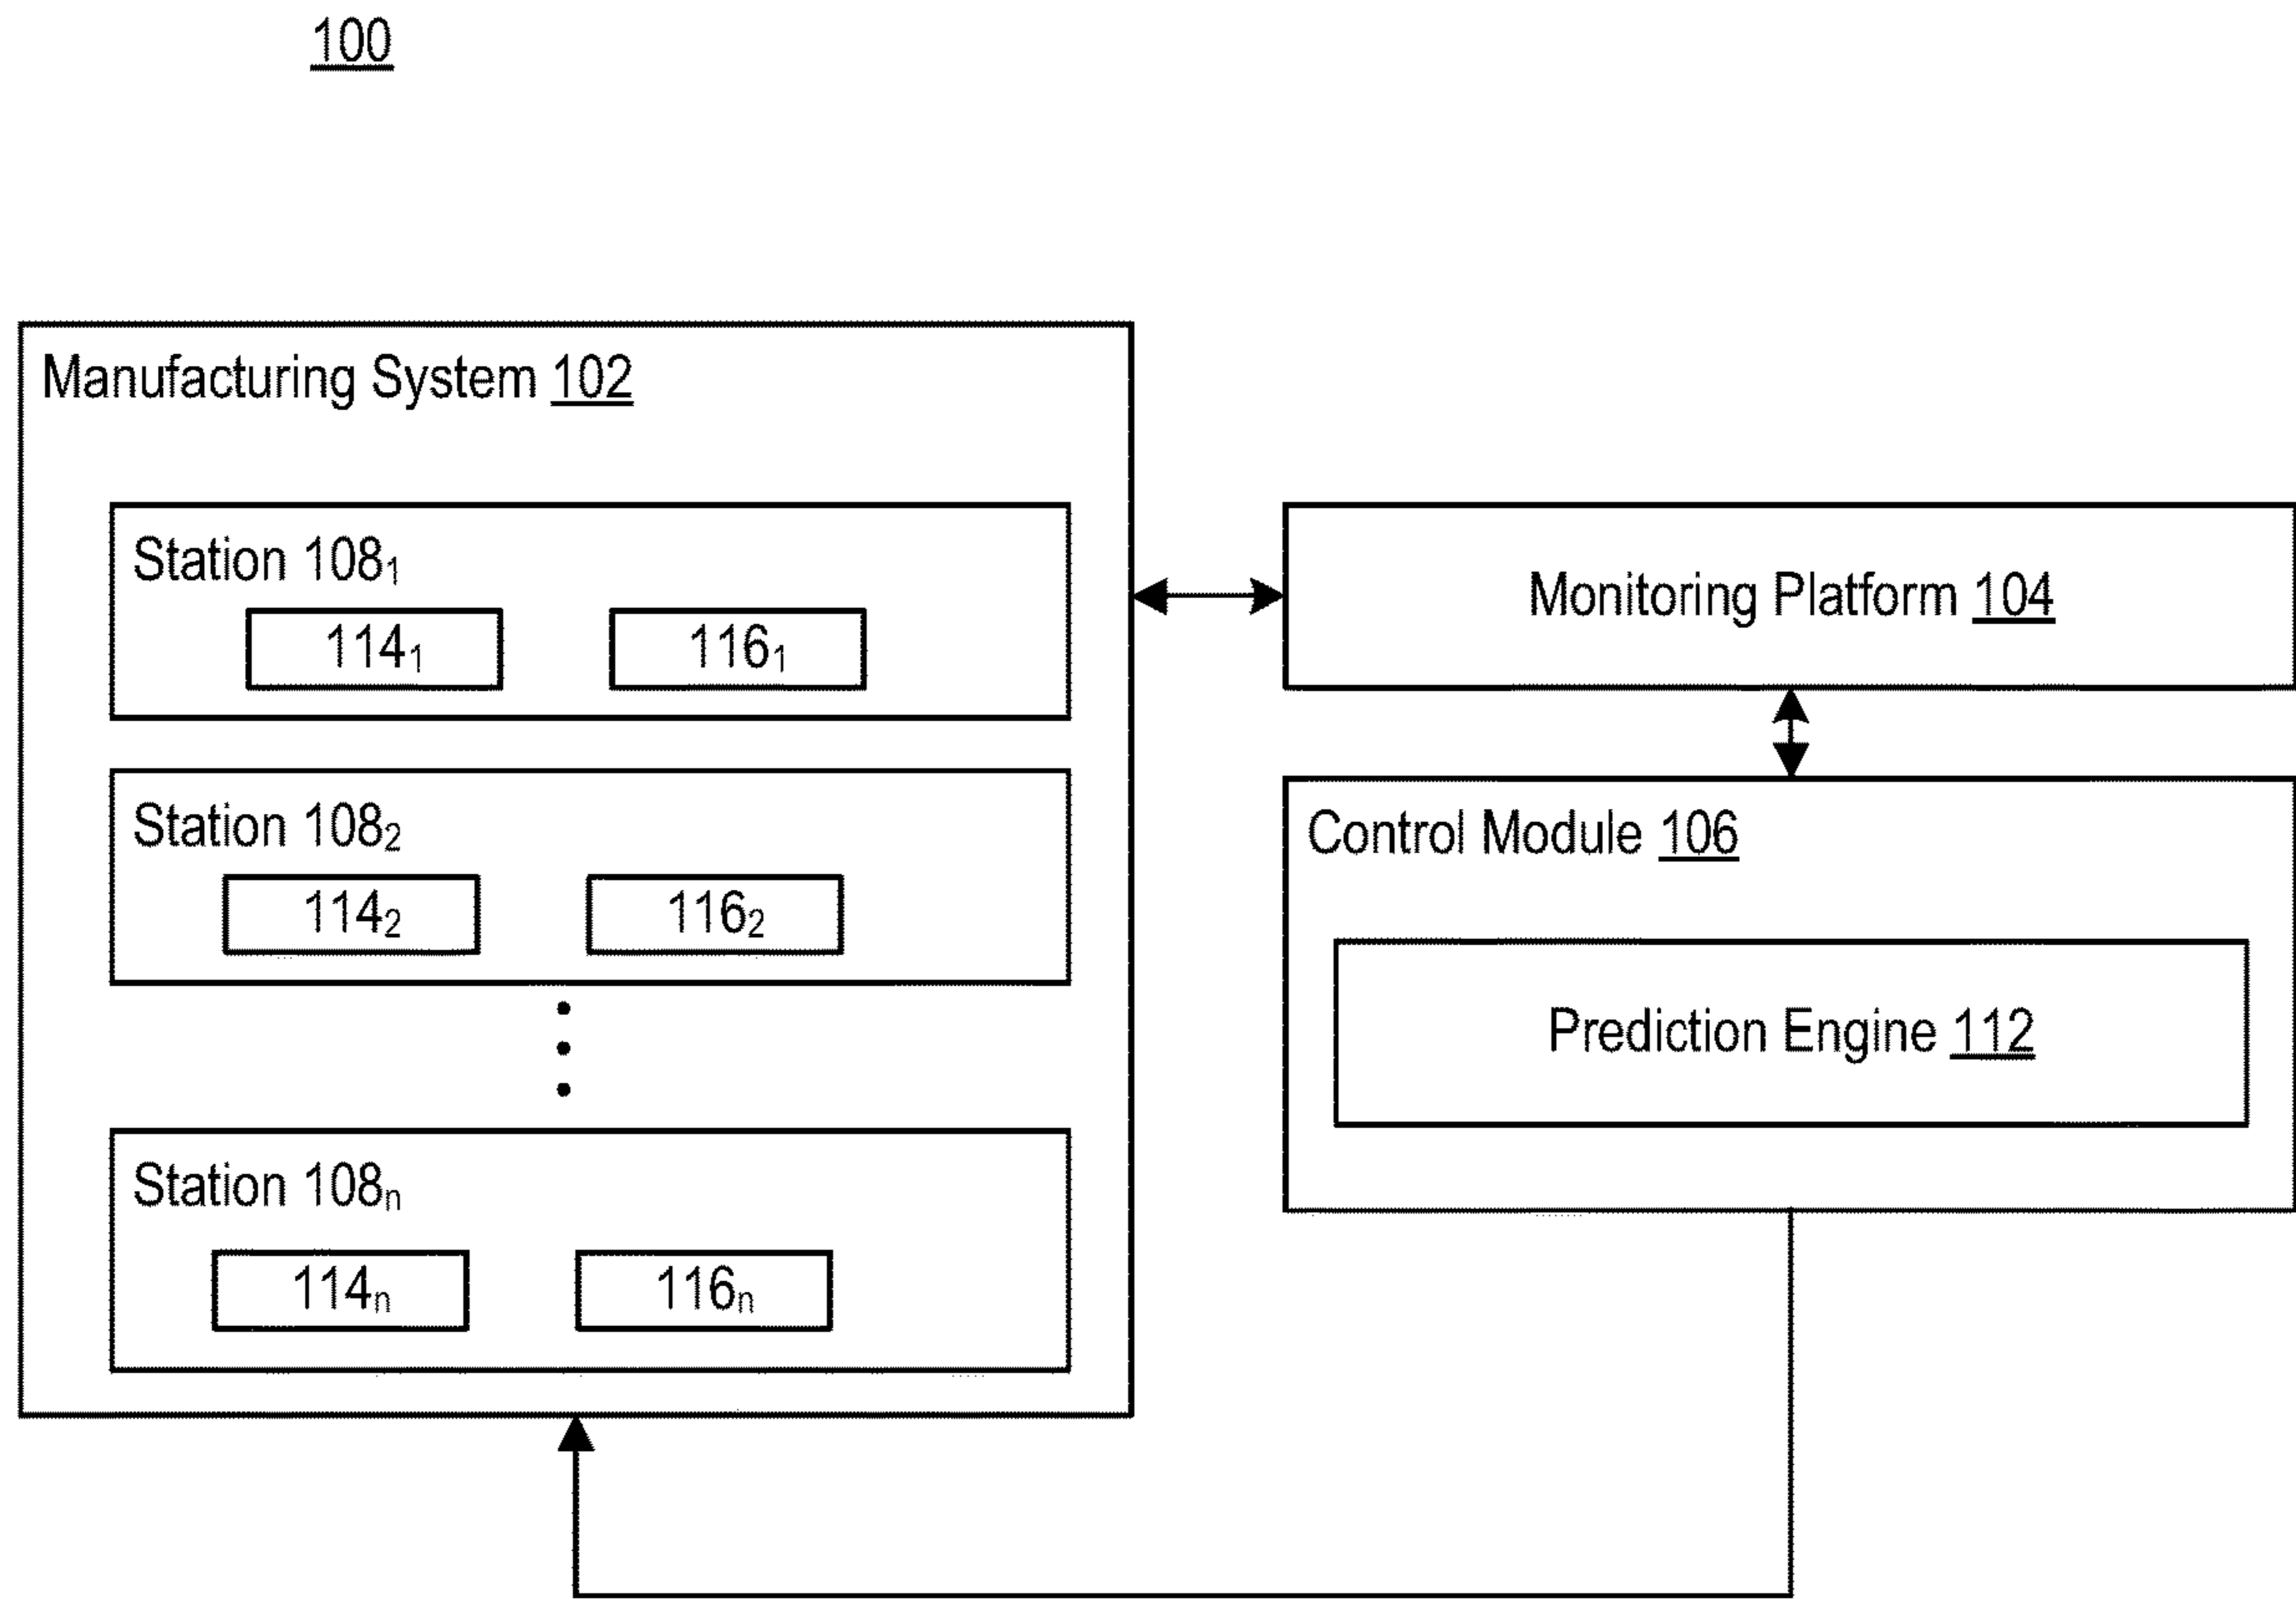 100
Manufacturing System 102
Station 108₁
114₁ 116₁
Station 108₂
114₂ 116₂
Station 108ₙ
114ₙ 116ₙ
Monitoring Platform 104
Control Module 106
Prediction Engine 112